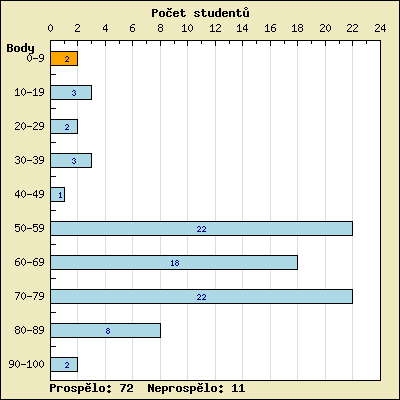 Počet studentů
0 2 4 6 8 10 12 14 16 18 20 22 24
Body
0-9 2
10-19 3
20-29 2
30-39 3
40-49 1
50-59 22
60-69 18
70-79 22
80-89 8
90-100 2
Prospělo: 72 Neprospělo: 11